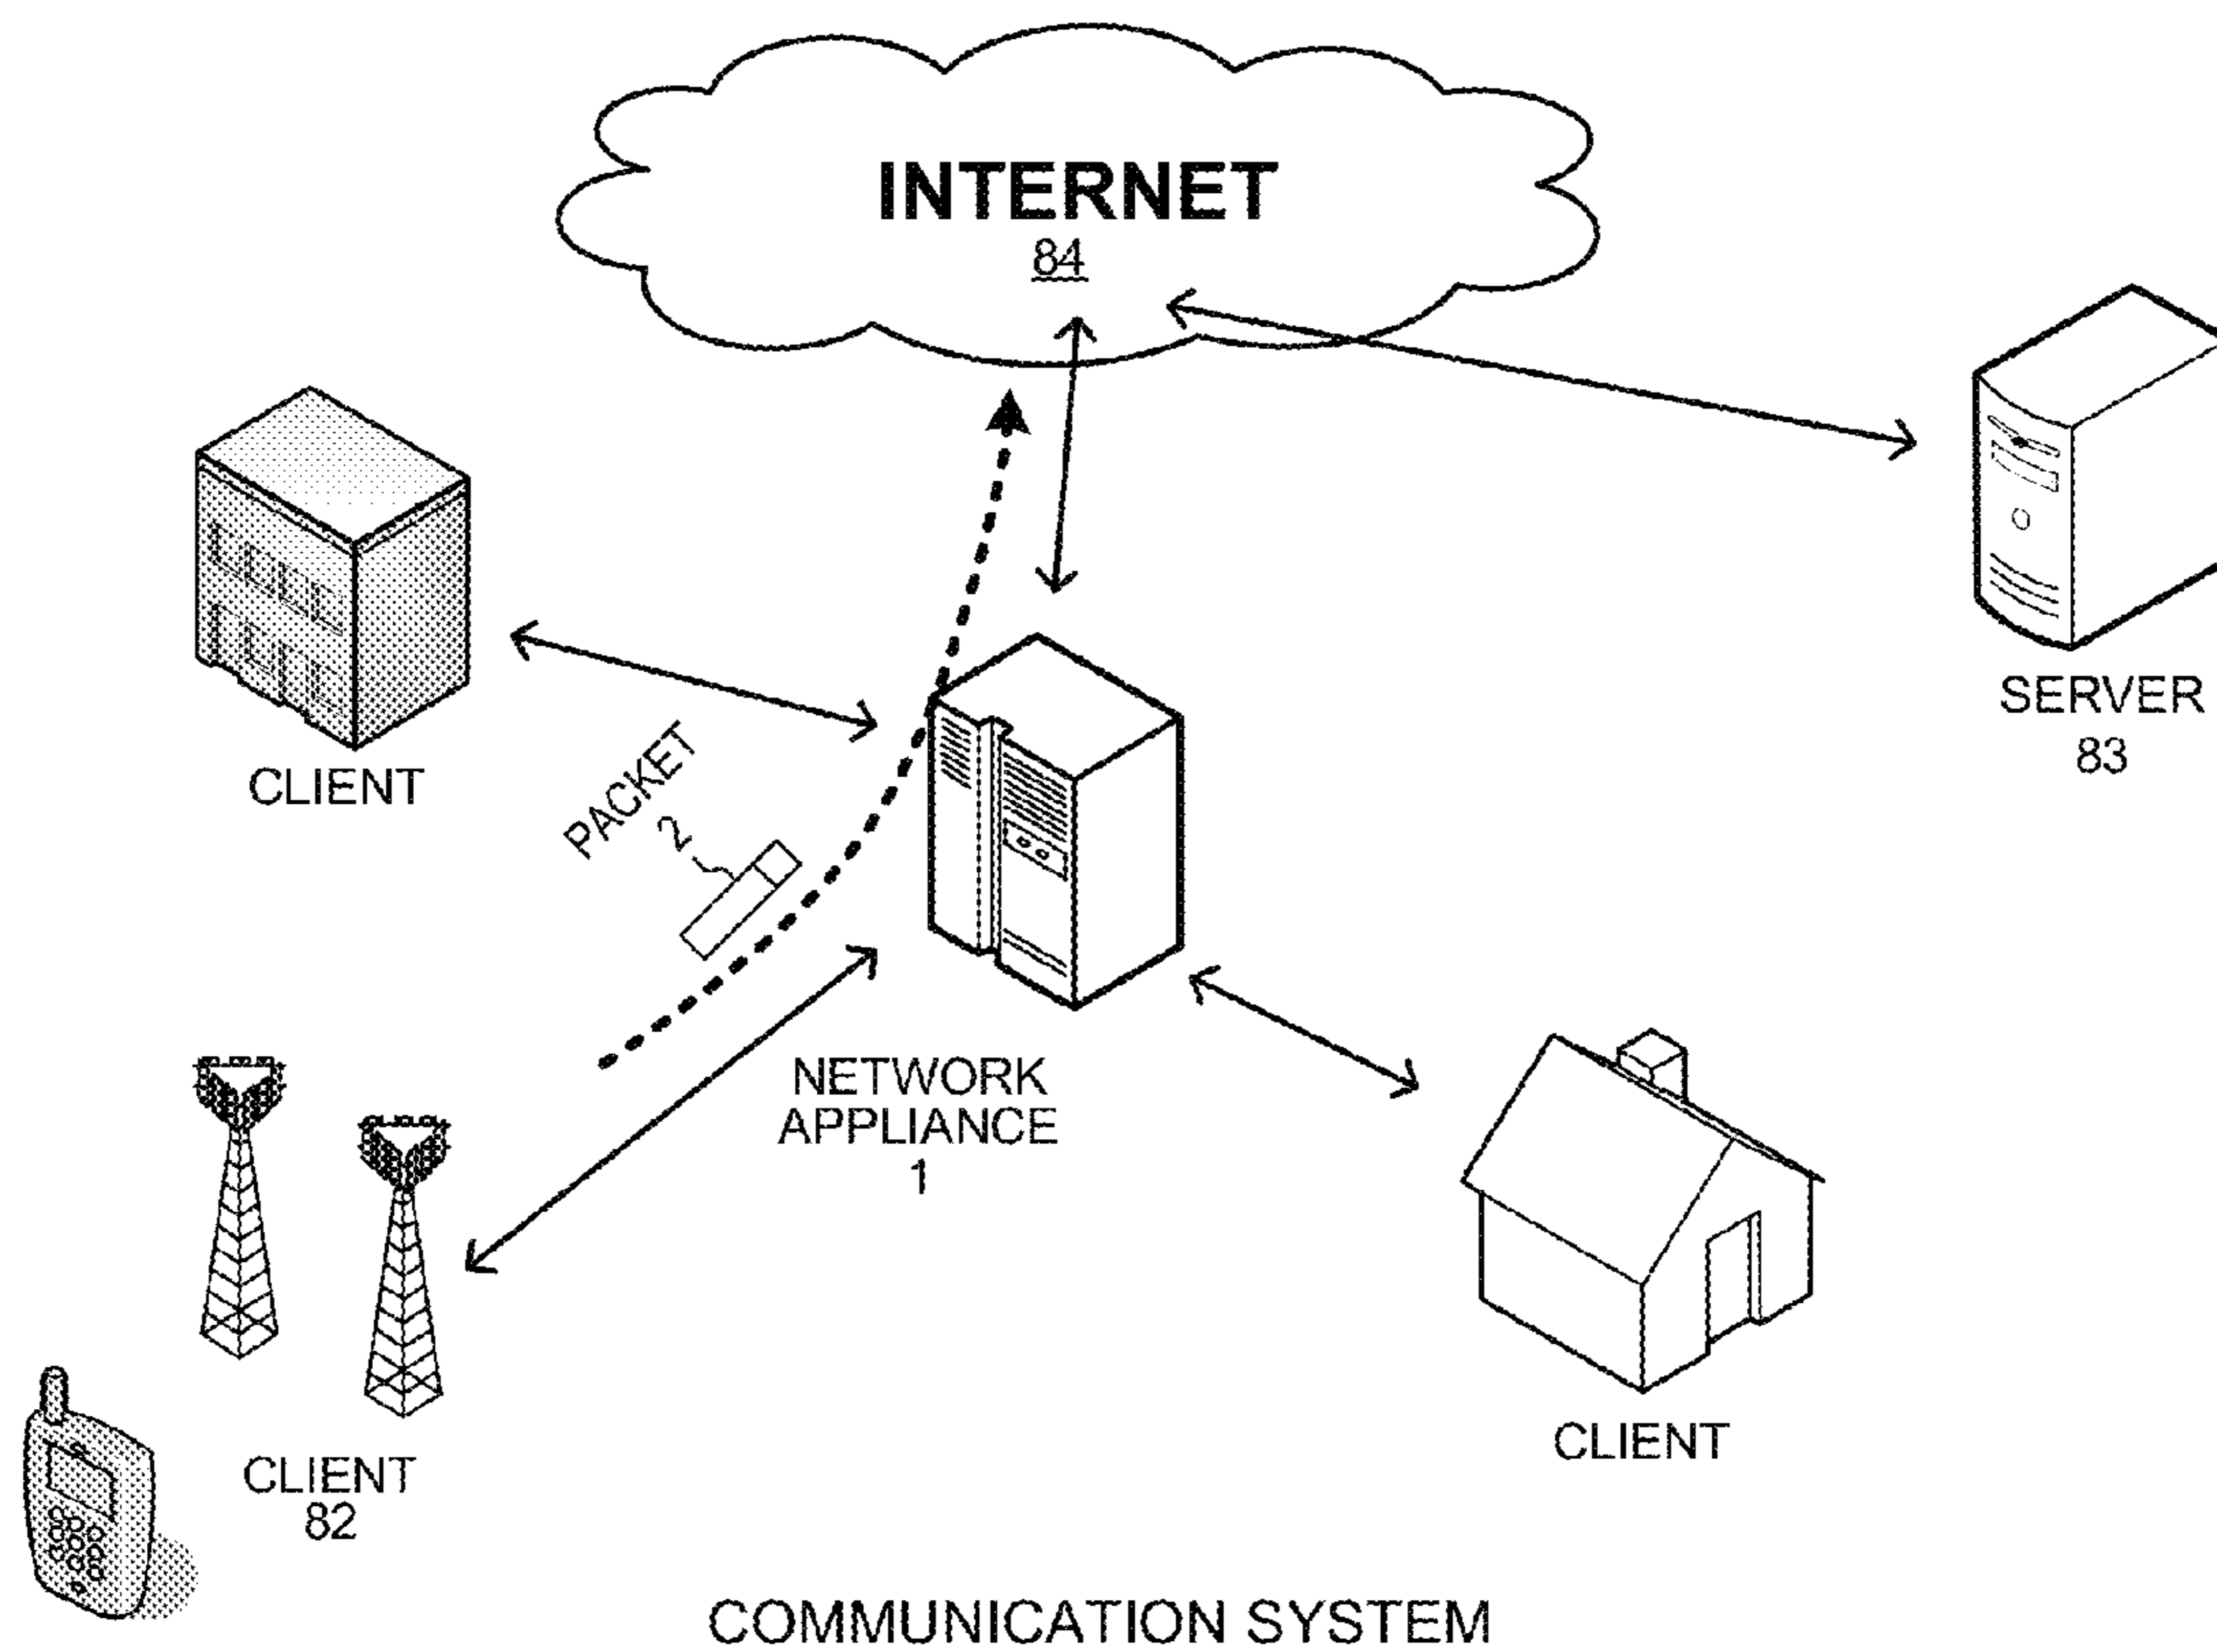 INTERNET
84
SERVER
83
CLIENT
PACKET
2
NETWORK
APPLIANCE
1
CLIENT
82
CLIENT
COMMUNICATION SYSTEM